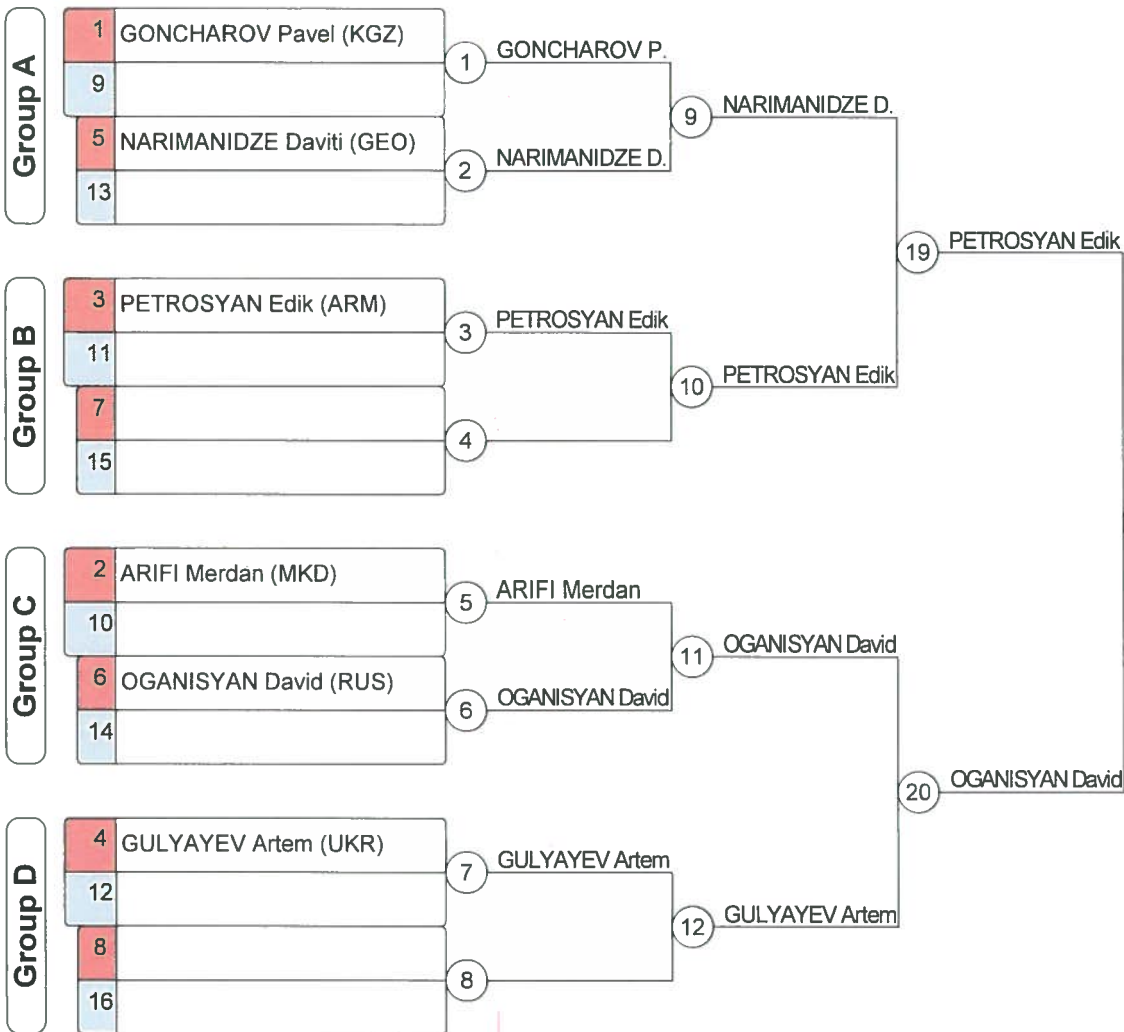 Group A
1 GONCHAROV Pavel (KGZ)
9
5 NARIMANIDZE Daviti (GEO)
13
1 GONCHAROV P.
2 NARIMANIDZE D.
9 NARIMANIDZE D.
Group B
3 PETROSYAN Edik (ARM)
11
7
15
3 PETROSYAN Edik
4
10 PETROSYAN Edik
19 PETROSYAN Edik
Group C
2 ARIFI Merdan (MKD)
10
6 OGANISYAN David (RUS)
14
5 ARIFI Merdan
6 OGANISYAN David
11 OGANISYAN David
Group D
4 GULYAYEV Artem (UKR)
12
8
16
7 GULYAYEV Artem
8
12 GULYAYEV Artem
20 OGANISYAN David